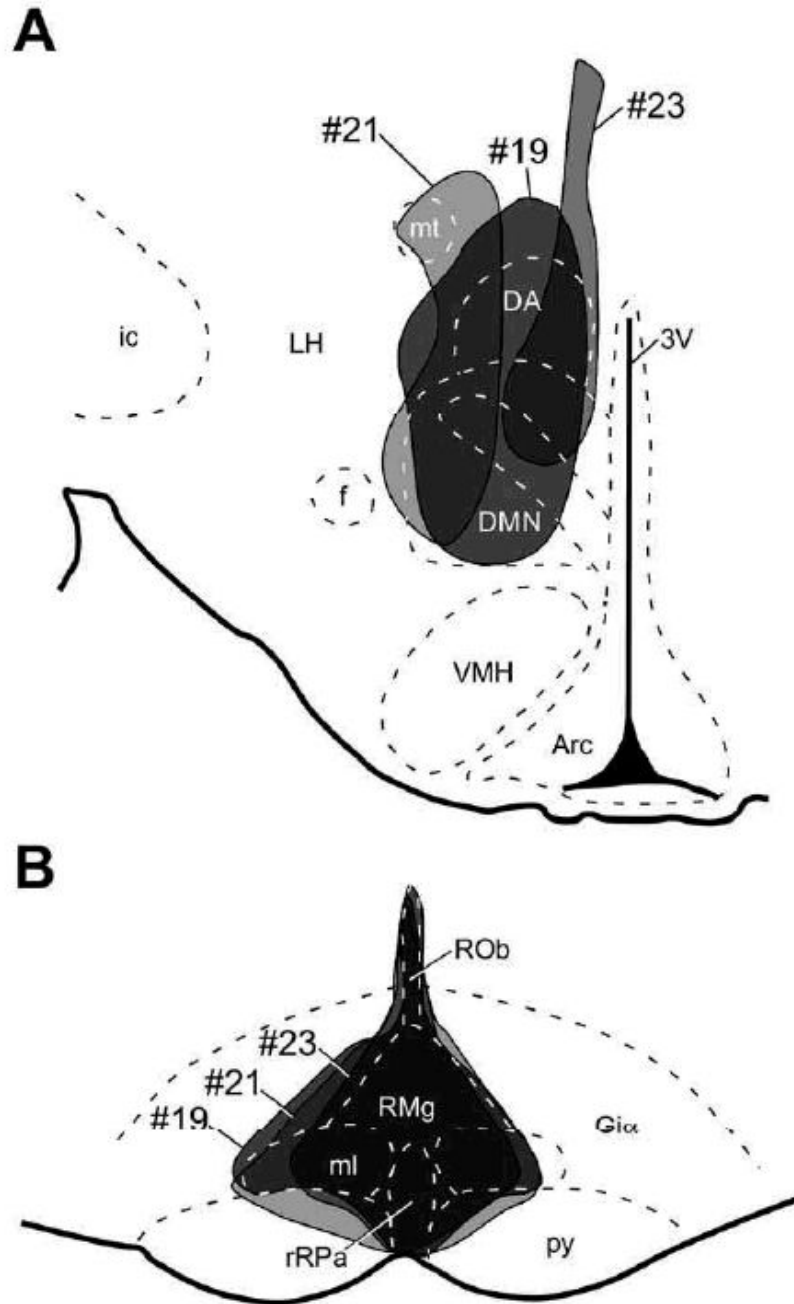 A
#23
#21
#19
mt
DA
ic
LH
3V
f
DMN
VMH
Arc
B
ROb
#23
#21
RMg
#19
Giα
ml
rRPa
py